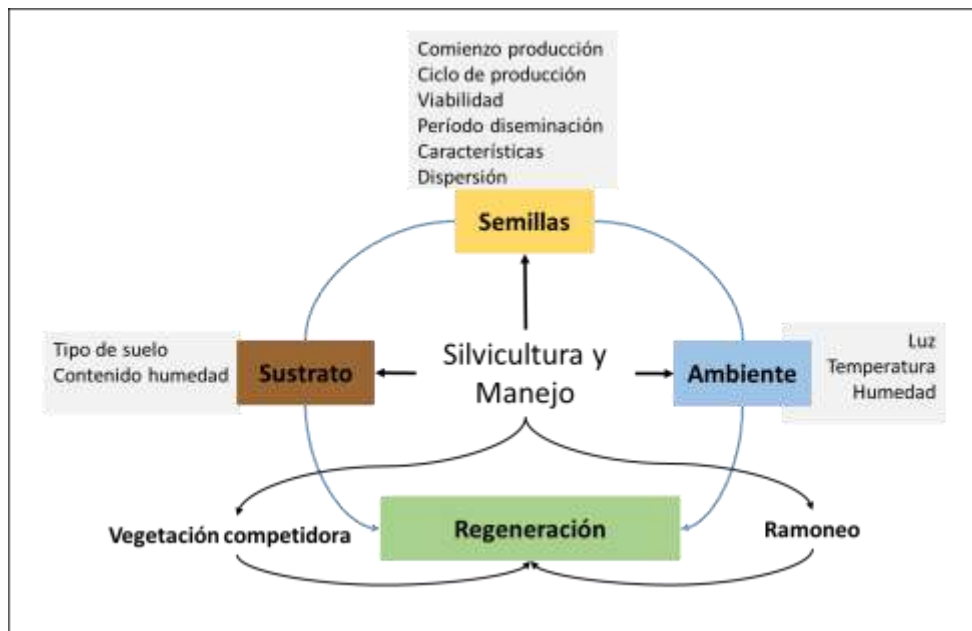 Comienzo producción
Ciclo de producción
Viabilidad
Período diseminación
Características
Dispersión
Semillas
Tipo de suelo
Contenido humedad
Sustrato
Silvicultura y
Manejo
Ambiente
Luz
Temperatura
Humedad
Vegetación competidora
Regeneración
Ramoneo